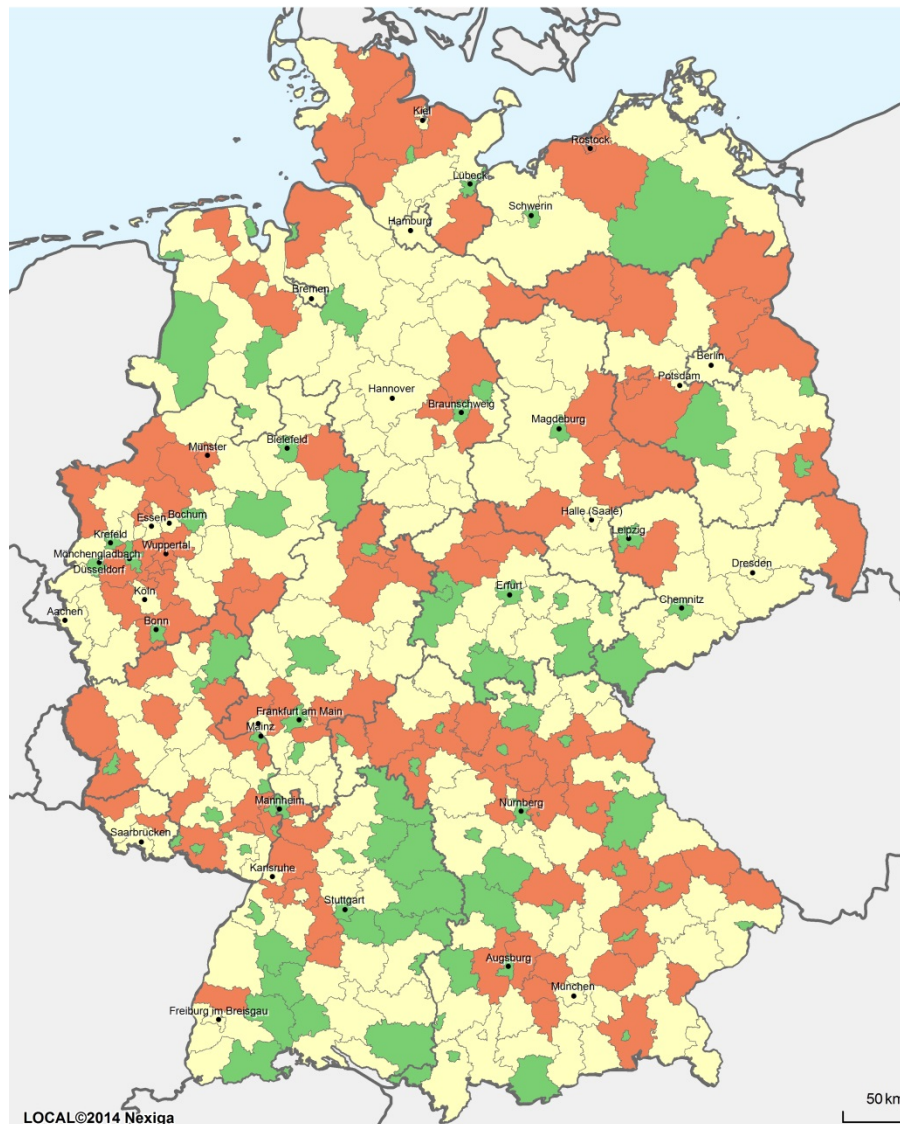 Kiel
Rostock
Lübeck
Schwerin
Hamburg
Bremen
Berlin
Potsdam
Hannover
Braunschweig
Magdeburg
Bielefeld
Münster
Essen Bochum
Halle (Saale)
Krefeld
Leipzig
Mönchengladbach
Wuppertal
Düsseldorf
Dresden
Köln
Erfurt
Chemnitz
Aachen
Bonn
Frankfurt am Main
Mainz
Mannheim
Nürnberg
Saarbrücken
Karlsruhe
Stuttgart
Augsburg
München
Freiburg im Breisgau
50 km
LOCAL©2014 Nexiga